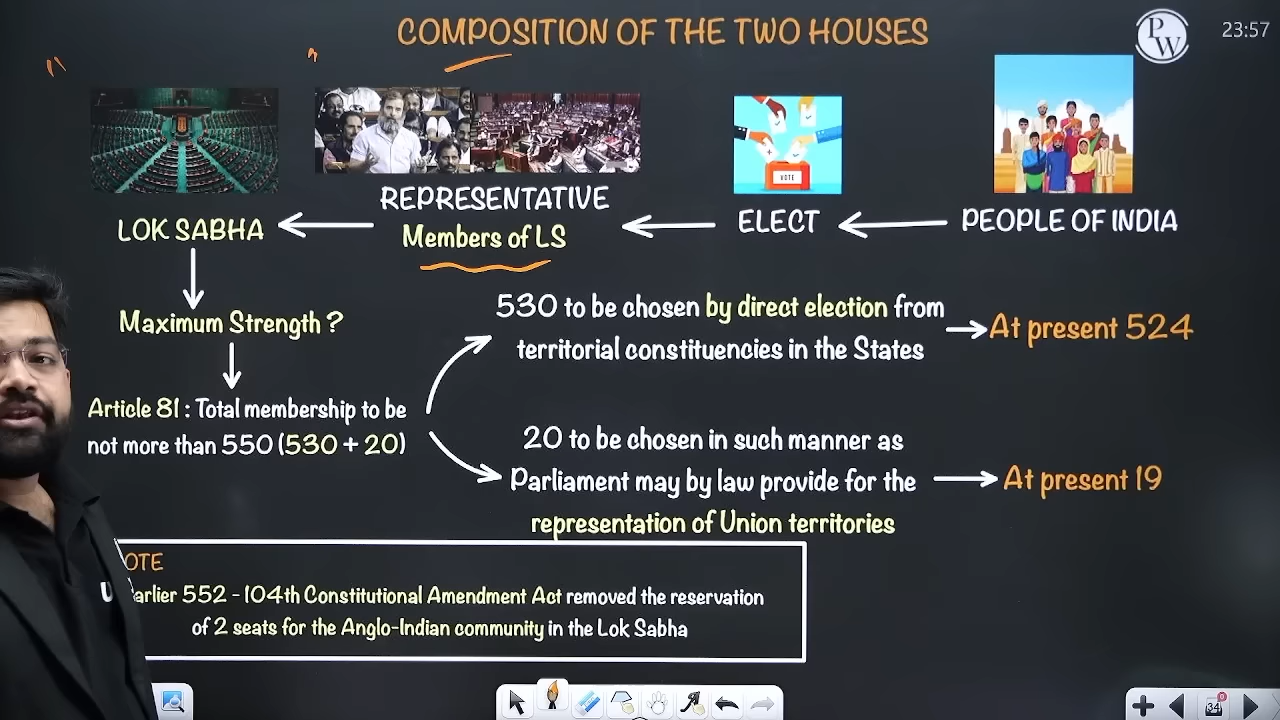 COMPOSITION OF THE TWO HOUSES
PW
23:57
VOTE
LOK SABHA
REPRESENTATIVE
Members of LS
ELECT
PEOPLE OF INDIA
Maximum Strength ?
530 to be chosen by direct election from
territorial constituencies in the States
At present 524
Article 81 : Total membership to be
not more than 550 (530 + 20)
20 to be chosen in such manner as
Parliament may by law provide for the
representation of Union territories
At present 19
OTE
arlier 552 - 104th Constitutional Amendment Act removed the reservation
of 2 seats for the Anglo-Indian community in the Lok Sabha
34